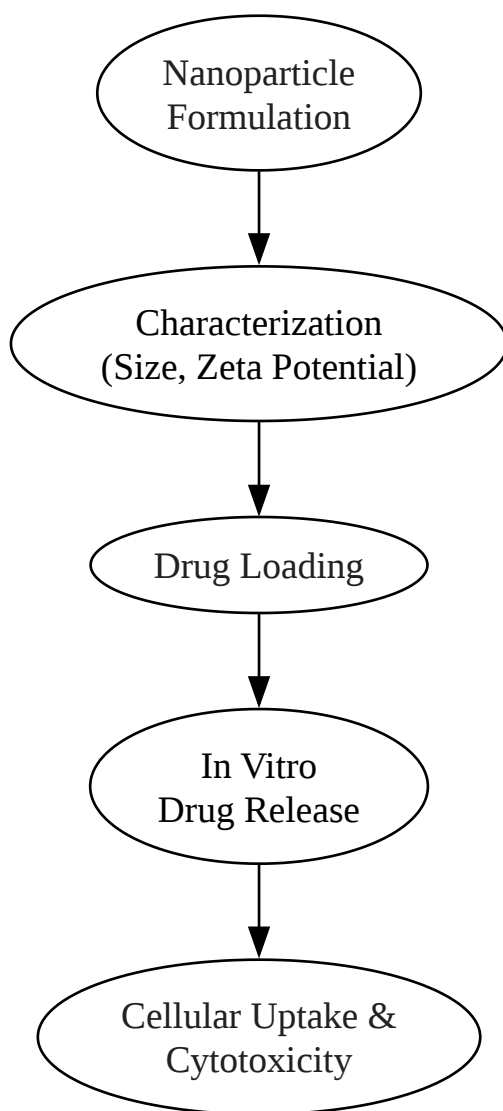 Nanoparticle
Formulation
Characterization
(Size, Zeta Potential)
Drug Loading
In Vitro
Drug Release
Cellular Uptake &
Cytotoxicity